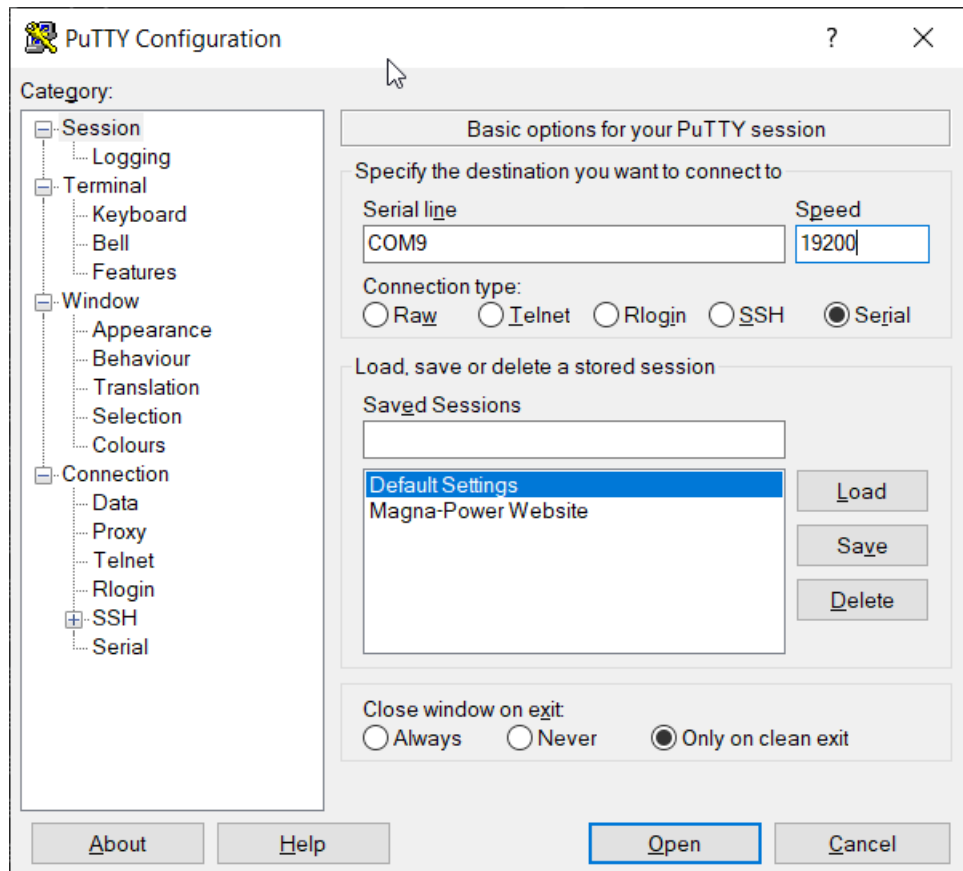 PuTTY Configuration
?
Category:
Session
Logging
Terminal
Keyboard
Bell
Features
Window
Appearance
Behaviour
Translation
Selection
Colours
Connection
Data
Proxy
Telnet
Rlogin
SSH
Serial
Basic options for your PuTTY session
Specify the destination you want to connect to
Serial line Speed
COM9 19200
Connection type:
Raw Telnet Rlogin SSH Serial
Load, save or delete a stored session
Saved Sessions
Default Settings
Magna-Power Website
Load
Save
Delete
Close window on exit:
Always Never Only on clean exit
About Help Open Cancel